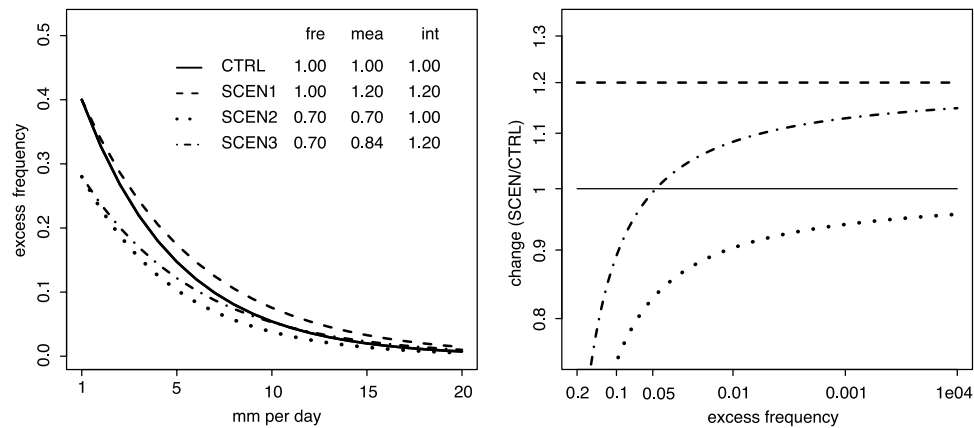 fre mea int
CTRL 1.00 1.00 1.00
SCEN1 1.00 1.20 1.20
SCEN2 0.70 0.70 1.00
SCEN3 0.70 0.84 1.20
excess frequency
0.5
0.4
0.3
0.2
0.1
0.0
1 5 10 15 20
mm per day
change (SCEN/CTRL)
1.3
1.2
1.1
1
0.9
0.8
0.2 0.1 0.05 0.01 0.001 1e04
excess frequency